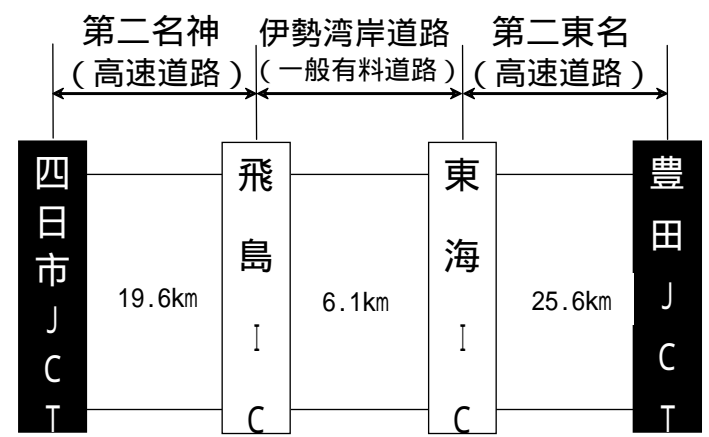 第二名神
(高速道路)
伊勢湾岸道路
(一般有料道路)
第二東名
(高速道路)
四日市JCT
19.6km
飛島IC
6.1km
東海IC
25.6km
豊田JCT